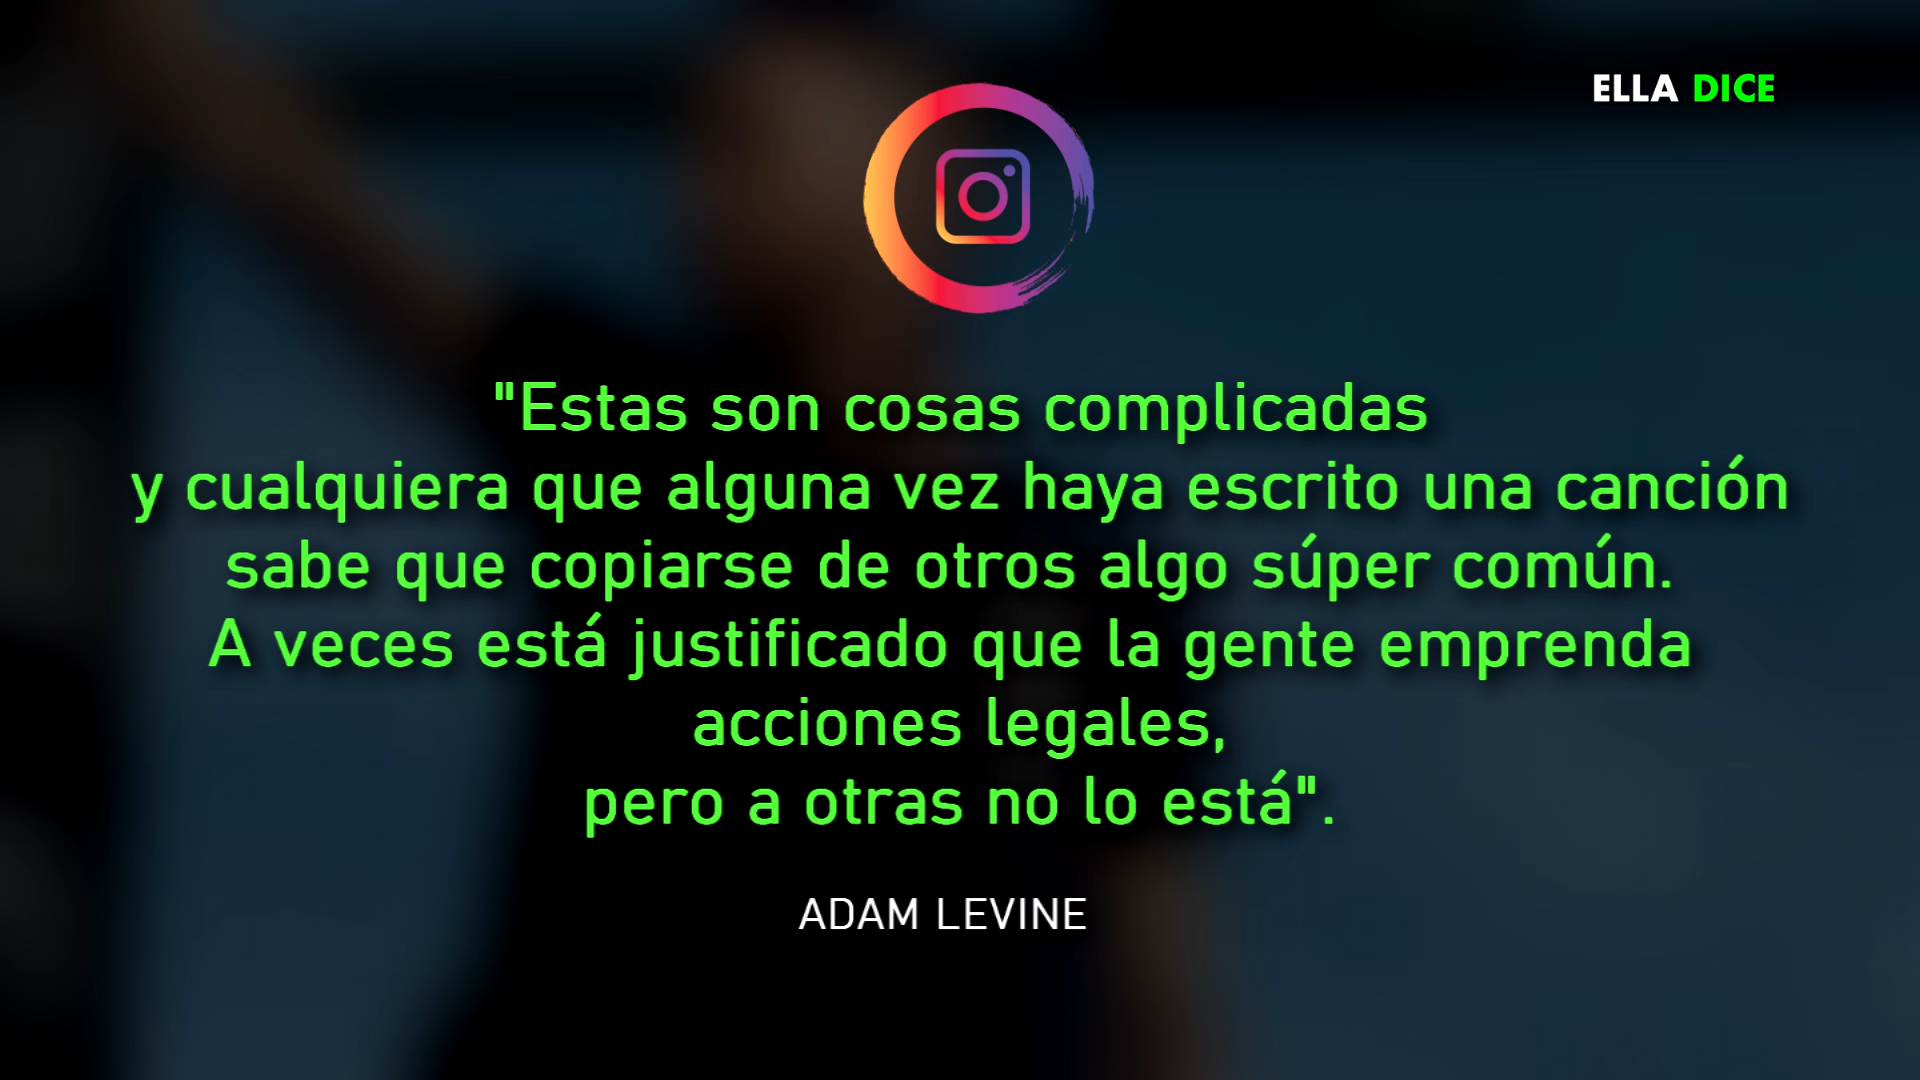 ELLA DICE
"Estas son cosas complicadas
y cualquiera que alguna vez haya escrito una canción
sabe que copiarse de otros algo súper común.
A veces está justificado que la gente emprenda
acciones legales,
pero a otras no lo está".
ADAM LEVINE